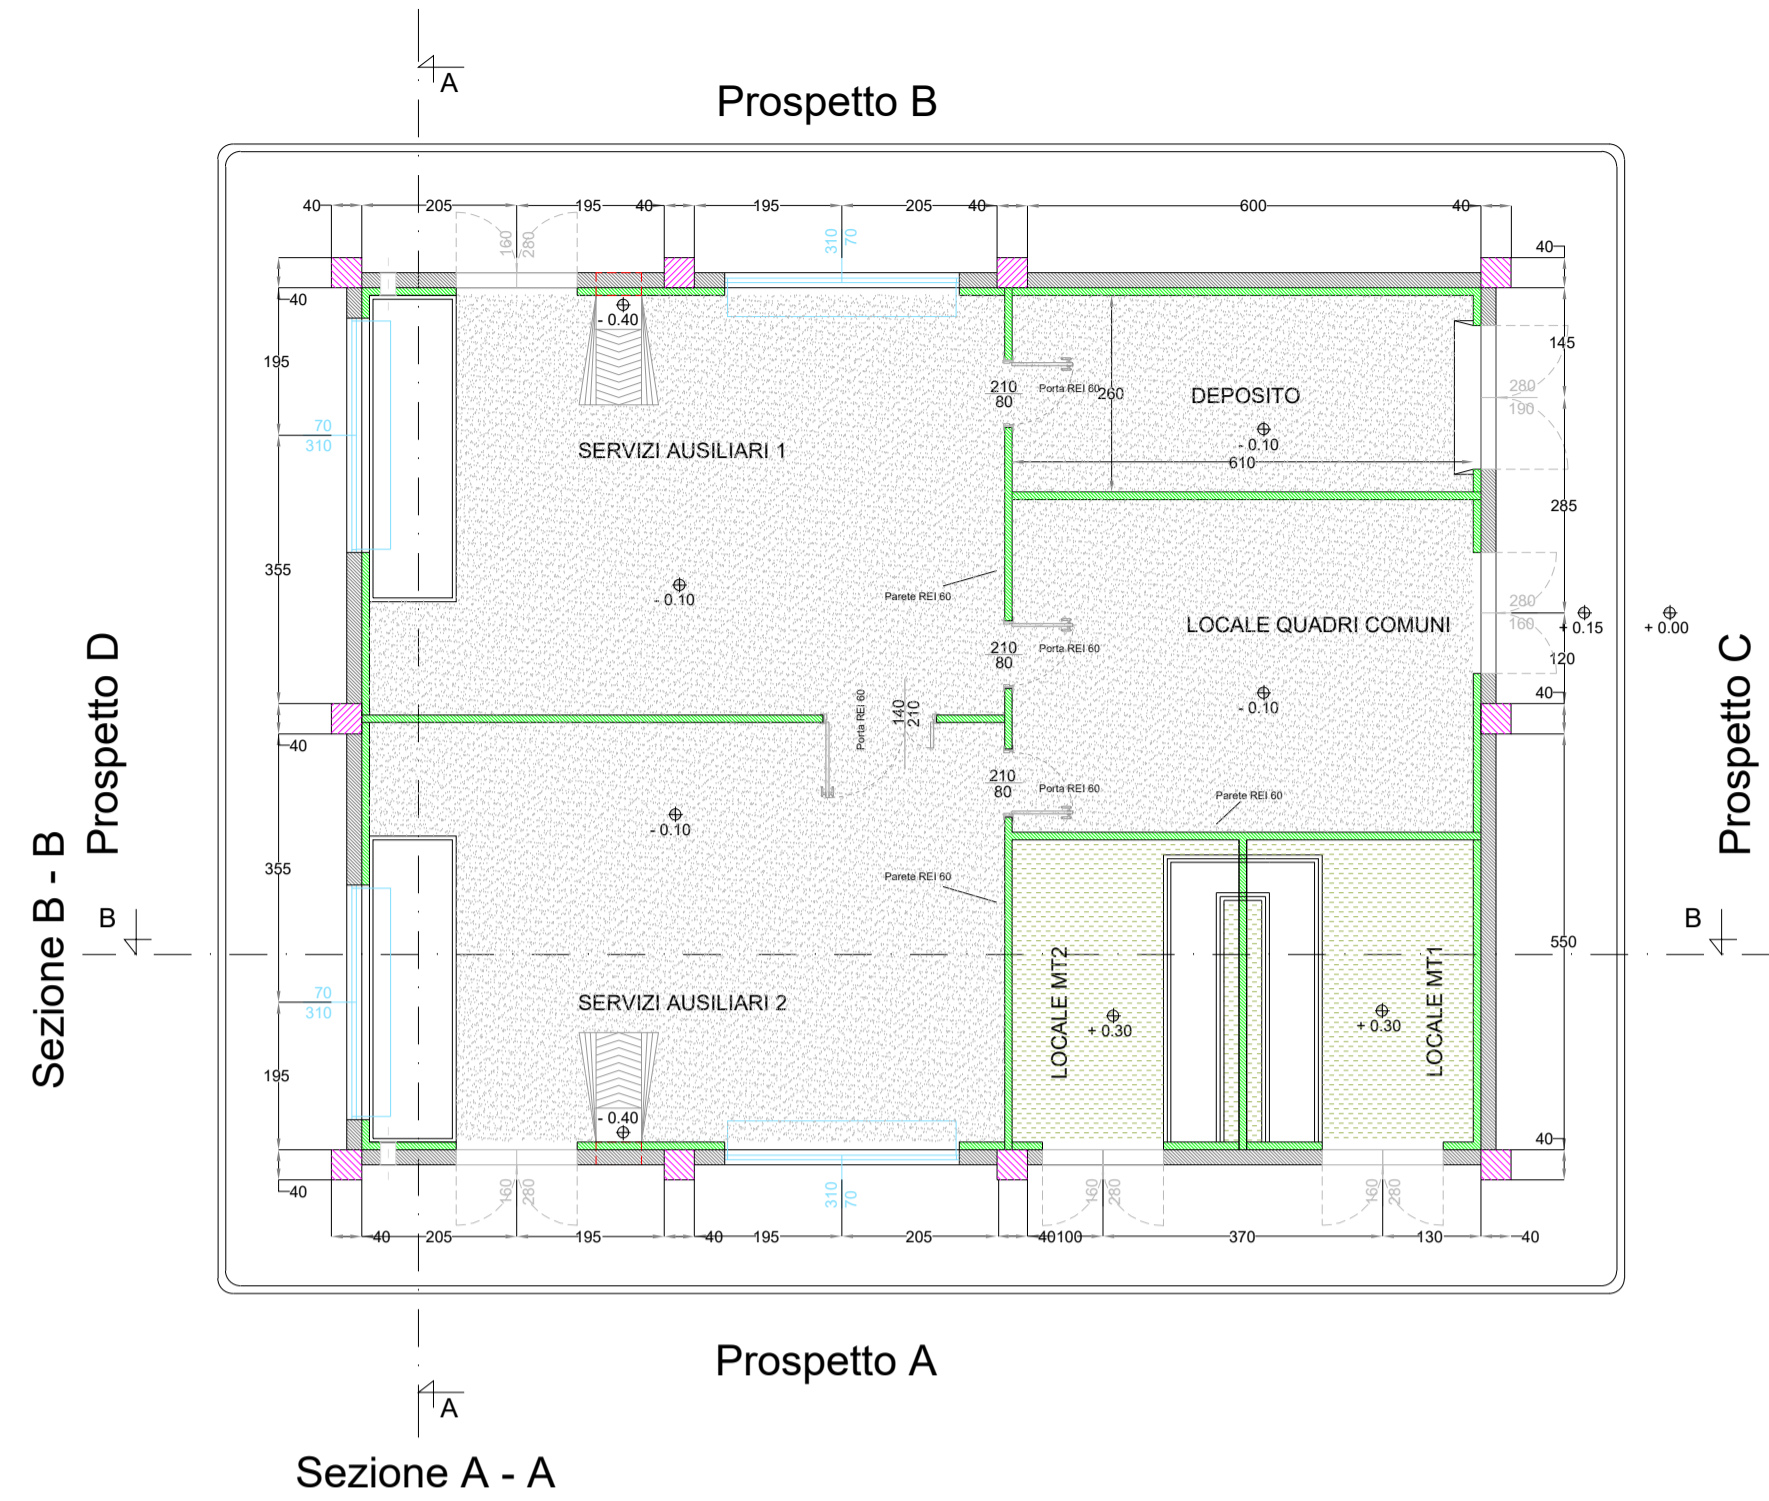 A
Prospetto B
40 205 195 40 195 205 40 600 40
160
280
310
70
40
40
- 0.40
195
145
210
80
Porta REI 60
260
280
190
DEPOSITO
- 0.10
70
310
SERVIZI AUSILIARI 1
610
285
355
- 0.10
Parete REI 60
280
160
LOCALE QUADRI COMUNI
+ 0.15
+ 0.00
210
80
Porta REI 60
120
Prospetto D
Prospetto C
40
- 0.10
Porta REI 60
140
210
40
210
80
Porta REI 60
Parete REI 60
- 0.10
355
Parete REI 60
Sezione B - B
B
B
550
LOCALE MT2
LOCALE MT1
70
310
SERVIZI AUSILIARI 2
+ 0.30
+ 0.30
195
- 0.40
40
40
160
280
310
70
160
280
160
280
40 205 195 40 195 205 40 100 370 130 40
Prospetto A
A
Sezione A - A